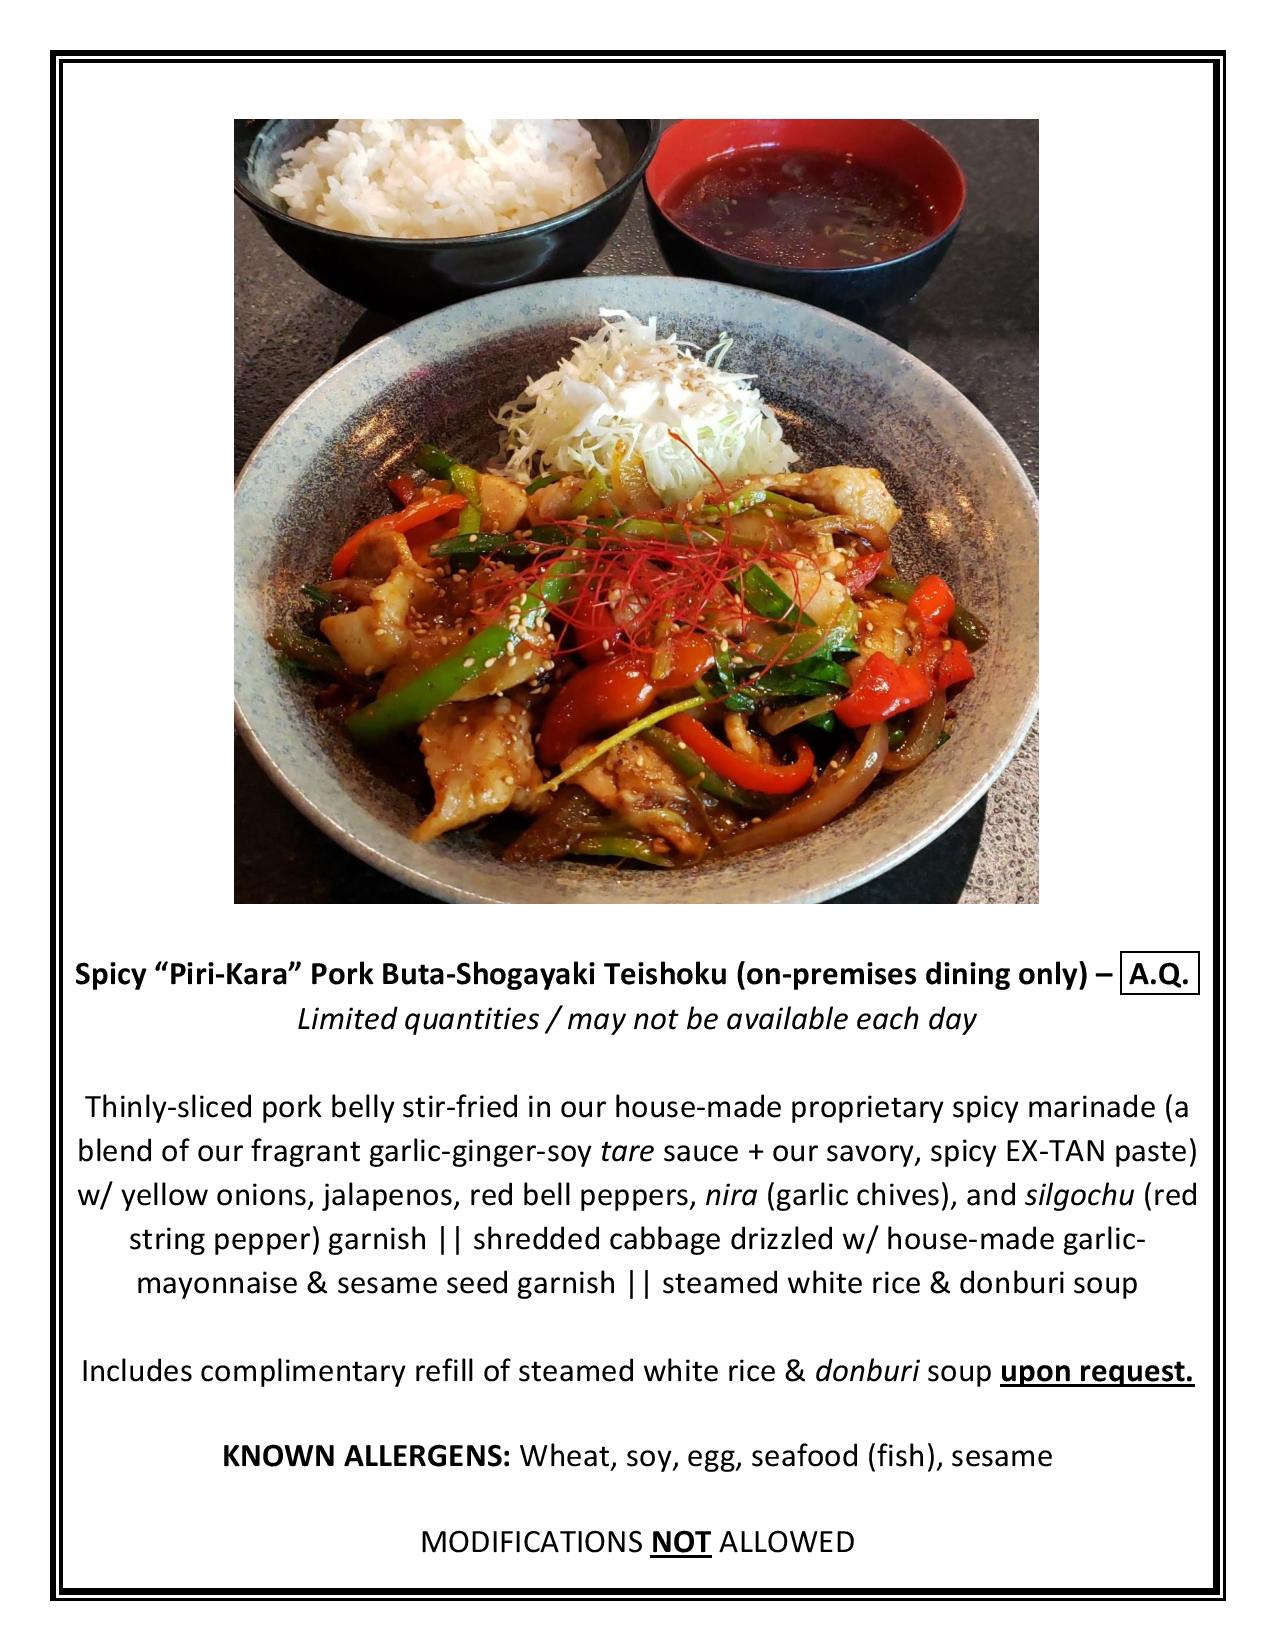 Spicy “Piri-Kara” Pork Buta-Shogayaki Teishoku (on-premises dining only) – A.Q.
Limited quantities / may not be available each day
Thinly-sliced pork belly stir-fried in our house-made proprietary spicy marinade (a
blend of our fragrant garlic-ginger-soy tare sauce + our savory, spicy EX-TAN paste)
w/ yellow onions, jalapenos, red bell peppers, nira (garlic chives), and silgochu (red
string pepper) garnish || shredded cabbage drizzled w/ house-made garlic-
mayonnaise & sesame seed garnish || steamed white rice & donburi soup
Includes complimentary refill of steamed white rice & donburi soup upon request.
KNOWN ALLERGENS: Wheat, soy, egg, seafood (fish), sesame
MODIFICATIONS NOT ALLOWED